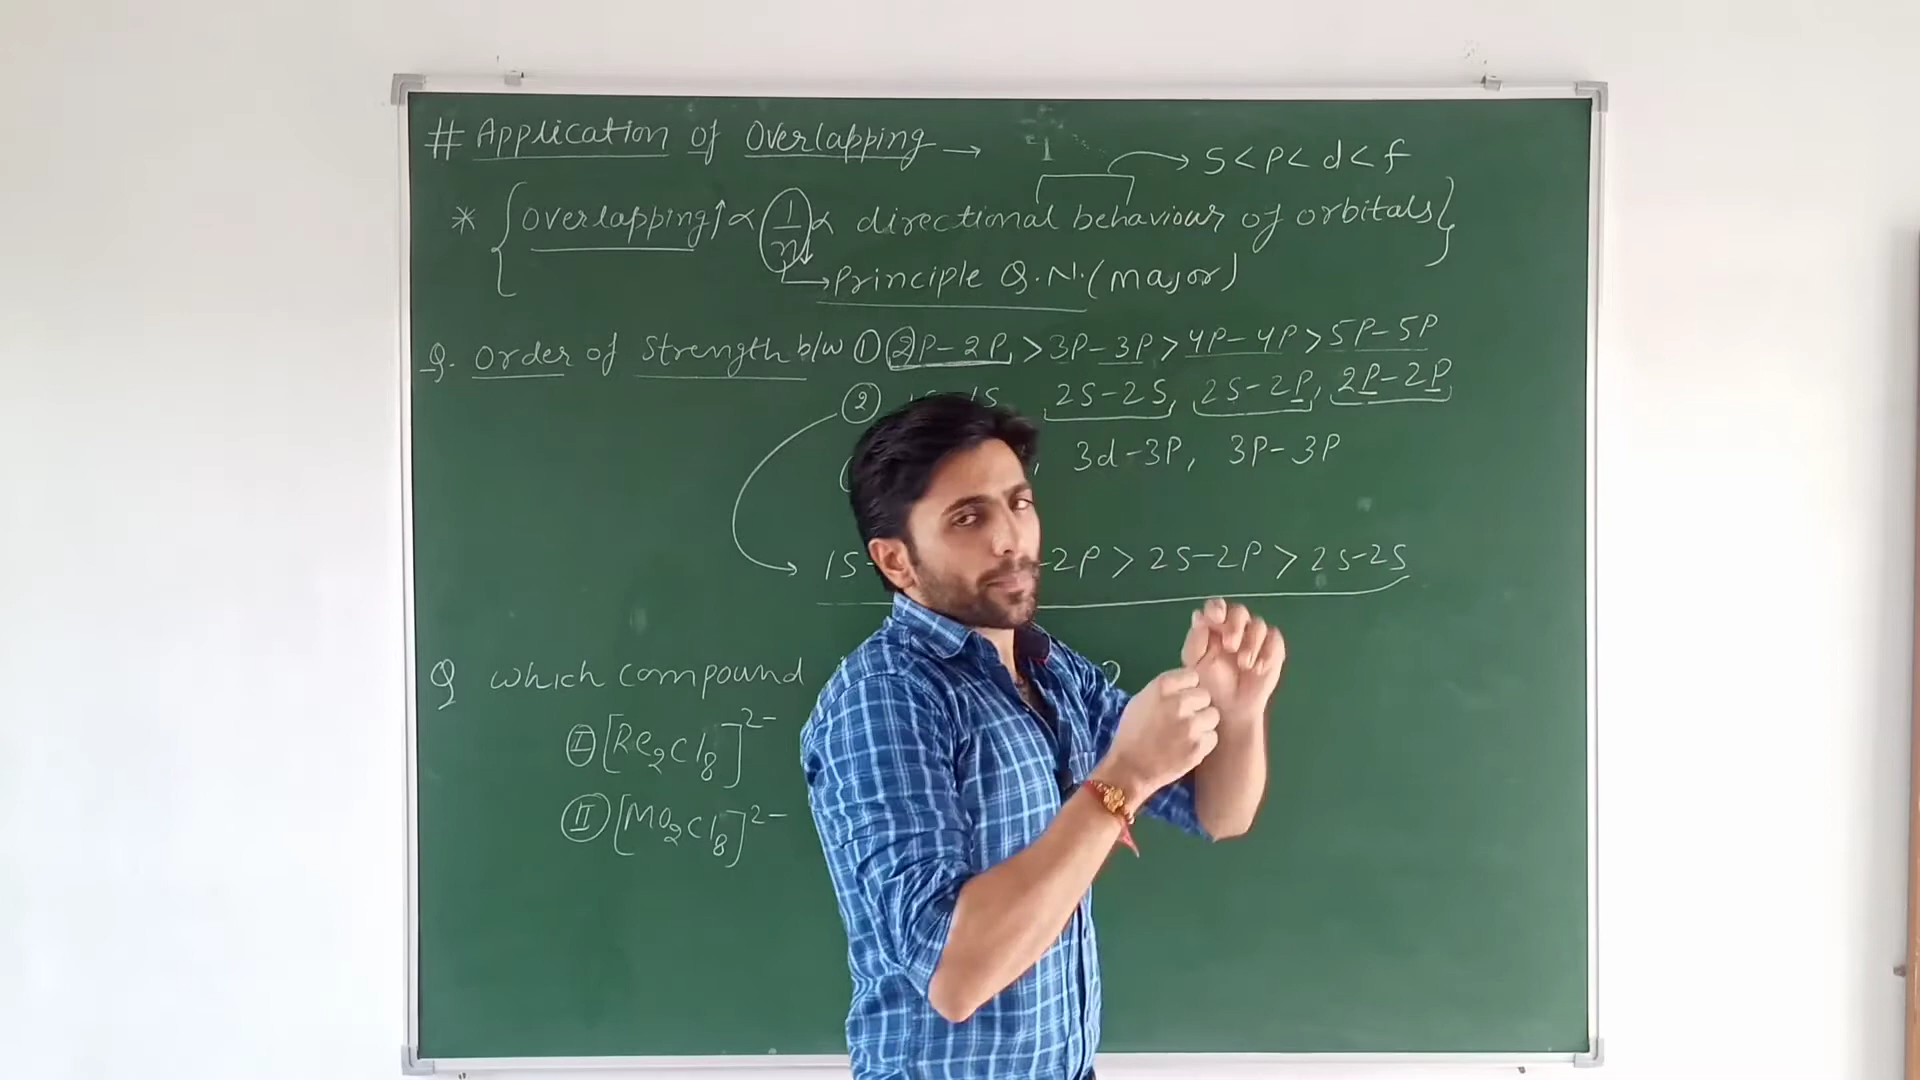 # Application of Overlapping →
S < P < d < f
* { Overlapping↑ ∝ 1/n↓ ∝ directional behaviour of orbitals }
→ Principle Q.N. (major)
Q. Order of strength b/w ① 2P-2P > 3P-3P > 4P-4P > 5P-5P
② 1S, 2S-2S, 2S-2P, 2P-2P
, 3d-3P, 3P-3P
1S- -2P > 2S-2P > 2S-2S
Q which compound
Ⓘ [Re2Cl8]2-
Ⓘⓘ [Mo2Cl8]2-